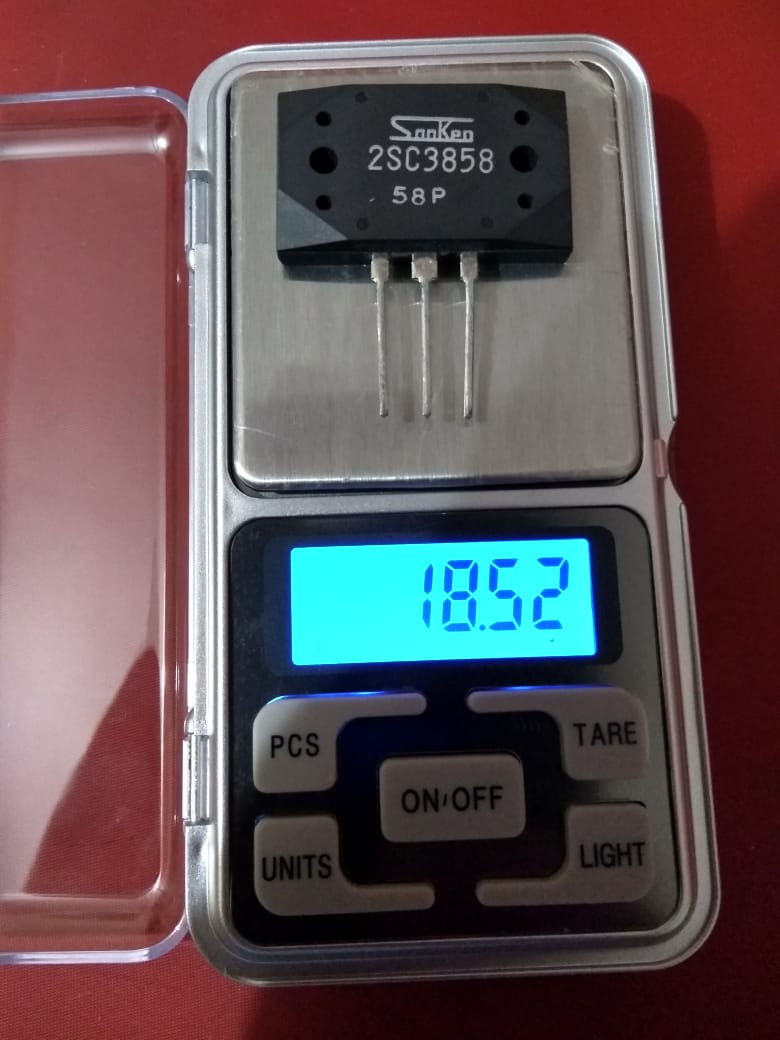 SanKen
2SC3858
58P
18.52
PCS
TARE
ON/OFF
UNITS
LIGHT